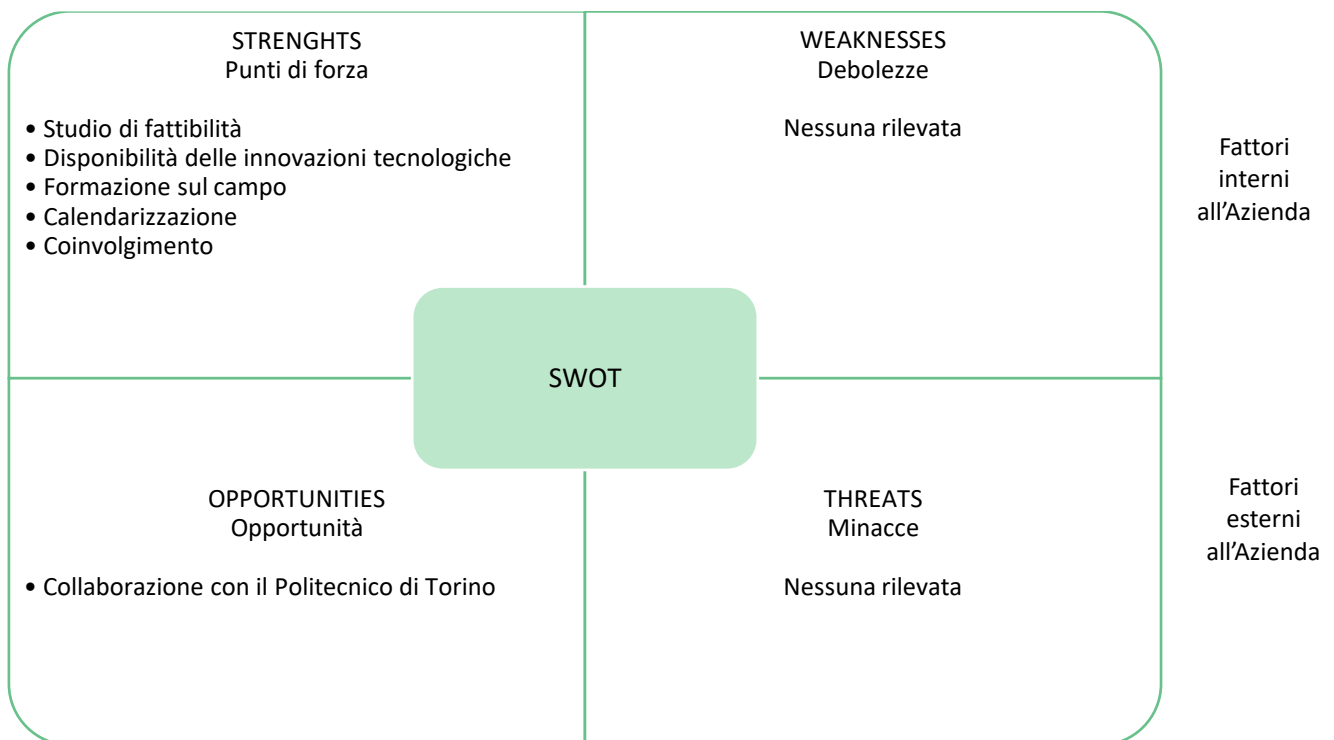 STRENGHTS
Punti di forza
• Studio di fattibilità
• Disponibilità delle innovazioni tecnologiche
• Formazione sul campo
• Calendarizzazione
• Coinvolgimento
WEAKNESSES
Debolezze
Nessuna rilevata
Fattori
interni
all’Azienda
SWOT
OPPORTUNITIES
Opportunità
• Collaborazione con il Politecnico di Torino
THREATS
Minacce
Nessuna rilevata
Fattori
esterni
all’Azienda